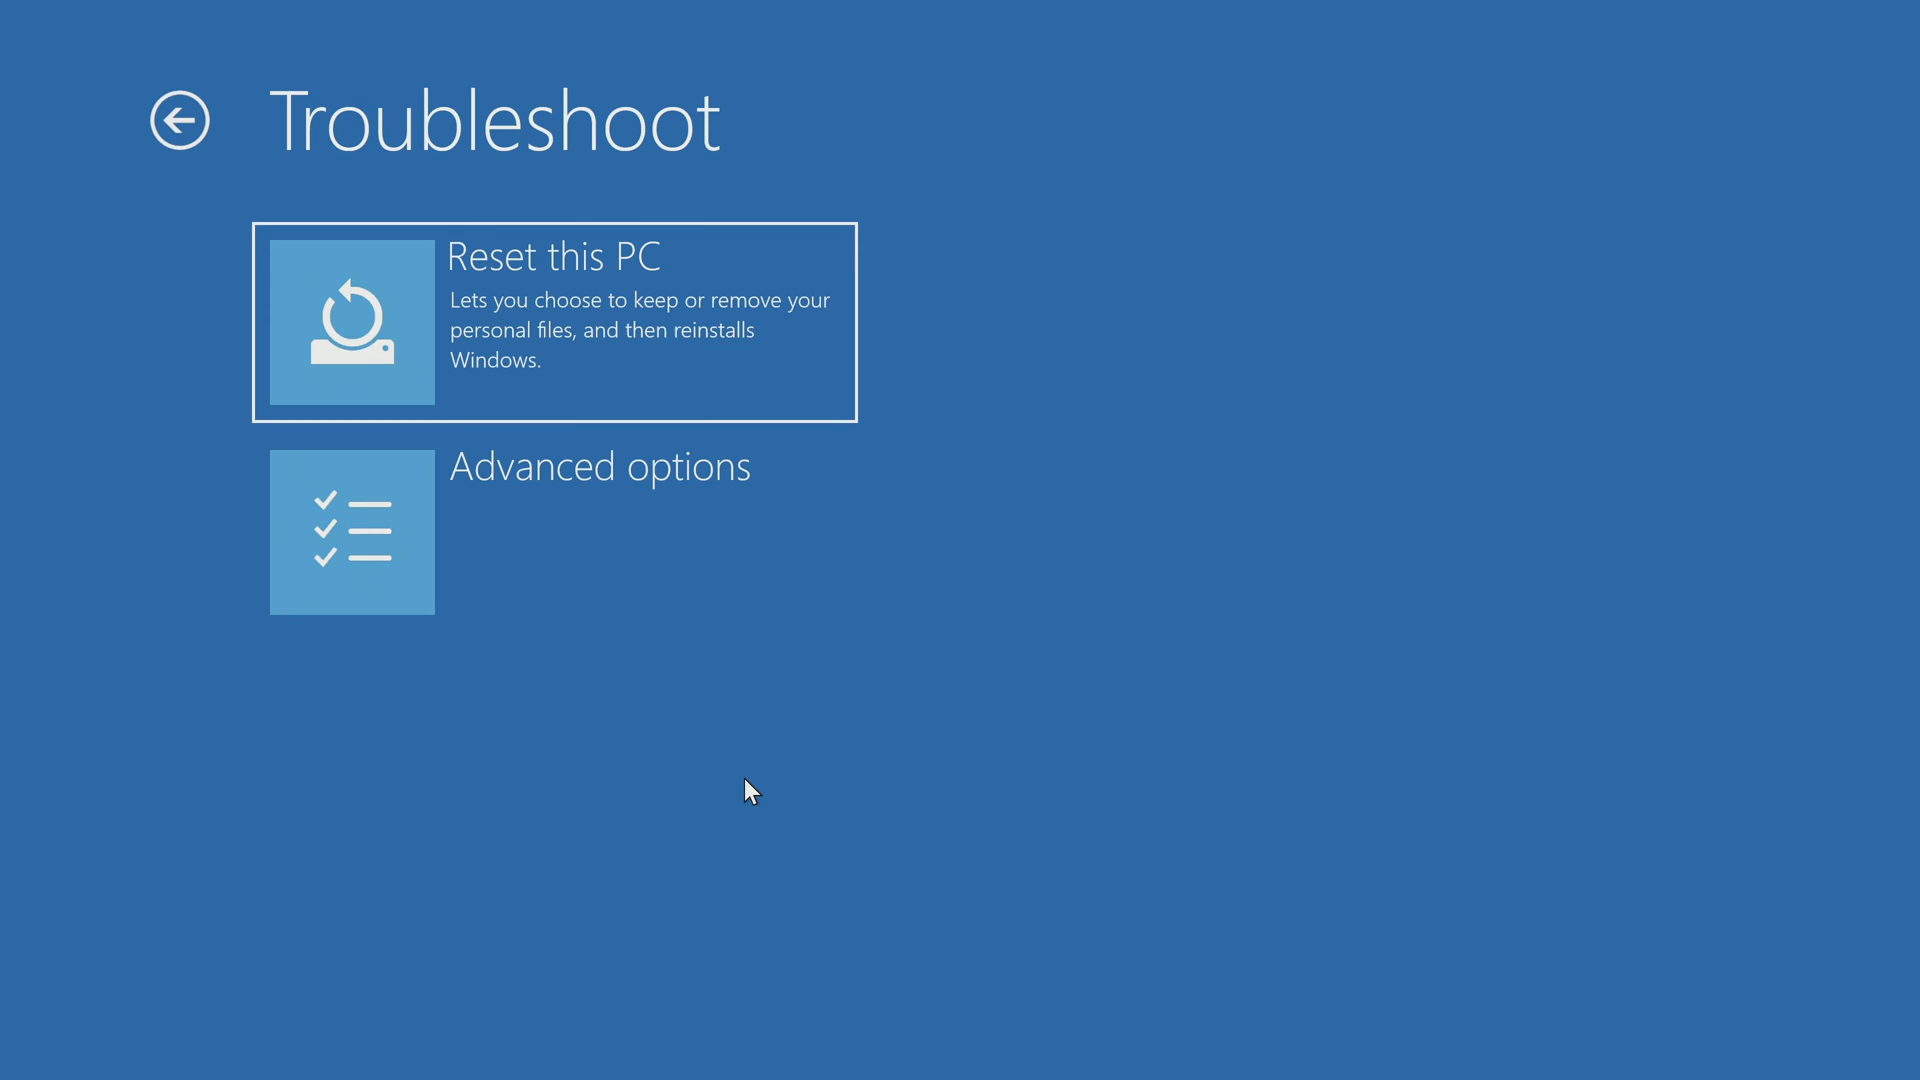 Troubleshoot
Reset this PC
Lets you choose to keep or remove your
personal files, and then reinstalls
Windows.
Advanced options